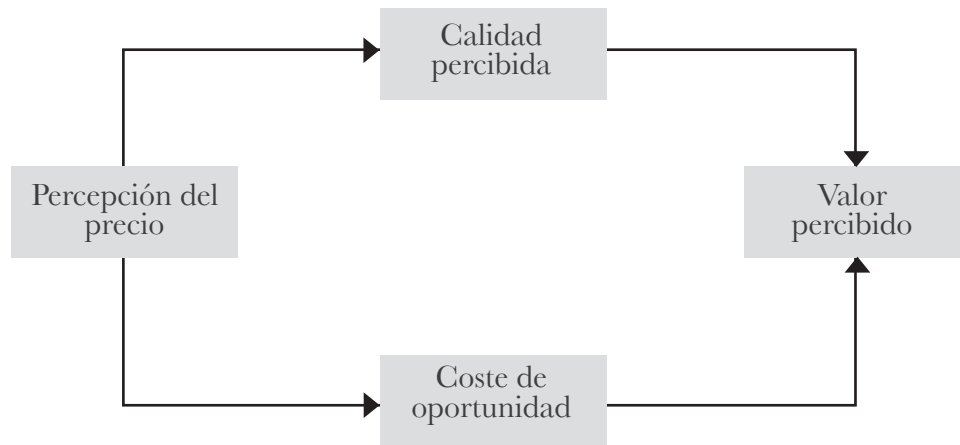 Calidad
percibida
Percepción del
precio
Valor
percibido
Coste de
oportunidad